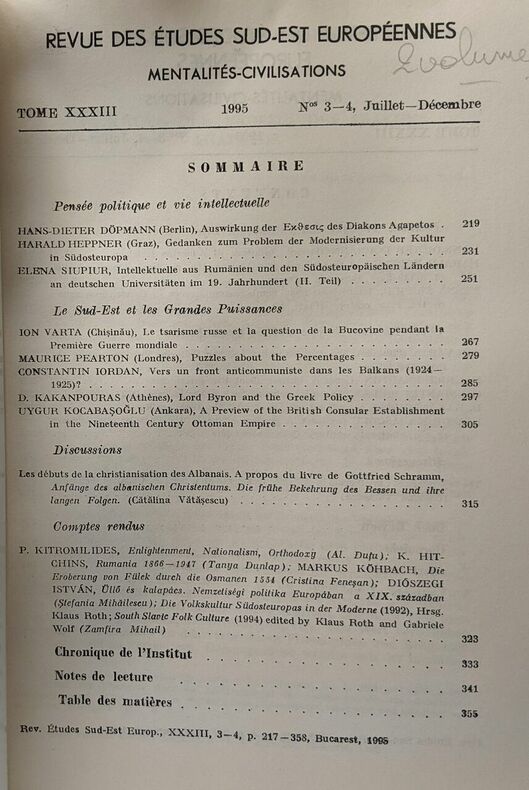 REVUE DES ÉTUDES SUD-EST EUROPÉENNES
MENTALITÉS-CIVILISATIONS
TOME XXXIII 1995 Nos 3—4, Juillet—Décembre
SOMMAIRE
Pensée politique et vie intellectuelle
HANS-DIETER DÖPMANN (Berlin), Auswirkung der Εκθεσις des Diakons Agapetos . 219
HARALD HEPPNER (Graz), Gedanken zum Problem der Modernisierung der Kultur
in Südosteuropa . . . . . . . . . . . . . . . . . . . . 231
ELENA SIUPIUR, Intellektuelle aus Rumänien und den Südosteuropäischen Ländern
an deutschen Universitäten im 19. Jahrhundert (II. Teil) . . . . . . . . 251
Le Sud-Est et les Grandes Puissances
ION VARTA (Chişinău), Le tsarisme russe et la question de la Bucovine pendant la
Première Guerre mondiale . . . . . . . . . . . . . . . . . 267
MAURICE PEARTON (Londres), Puzzles about the Percentages . . . . . . . . 279
CONSTANTIN IORDAN, Vers un front anticommuniste dans les Balkans (1924—
1925)? . . . . . . . . . . . . . . . . . . . . . . . . 285
D. KAKANPOURAS (Athènes), Lord Byron and the Greek Policy . . . . . . . . 297
UYGUR KOCABAŞOĞLU (Ankara), A Preview of the British Consular Establishment
in the Nineteenth Century Ottoman Empire . . . . . . . . . . . . 305
Discussions
Les débuts de la christianisation des Albanais. A propos du livre de Gottfried Schramm,
Anfänge des albanischen Christentums. Die frühe Bekehrung des Bessen und ihre
langen Folgen. (Cătălina Vătăşescu) . . . . . . . . . . . . . . 315
Comptes rendus
P. KITROMILIDES, Enlightenment, Nationalism, Orthodoxy (Al. Duţu); K. HIT-
CHINS, Rumania 1866—1947 (Tanya Dunlap); MARKUS KÖHBACH, Die
Eroberung von Fülek durch die Osmanen 1554 (Cristina Feneşan); DIÓSZEGI
ISTVÁN, Üllő és kalapács. Nemzetiségi politika Európában a XIX. században
(Ştefania Mihăilescu); Die Volkskultur Südosteuropas in der Moderne (1992), Hrsg.
Klaus Roth; South Slavic Folk Culture (1994) edited by Klaus Roth and Gabriele
Wolf (Zamfira Mihail) . . . . . . . . . . . . . . . . . . . 323
Chronique de l'Institut . . . . . . . . . . . . . . . . . 333
Notes de lecture . . . . . . . . . . . . . . . . . . . 341
Table des matières . . . . . . . . . . . . . . . . . . 355
Rev. Études Sud-Est Europ., XXXIII, 3—4, p. 217—358, Bucarest, 1995